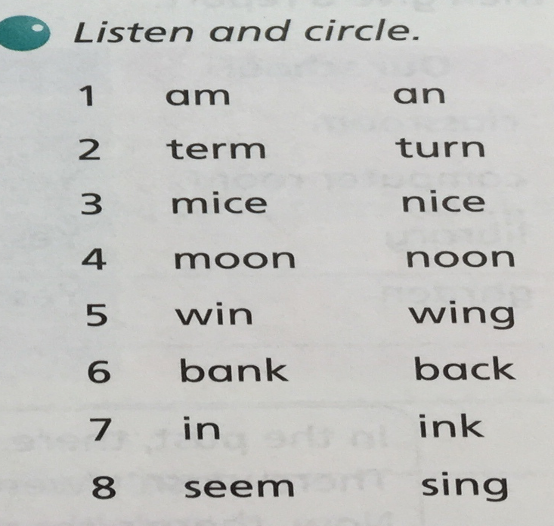 Listen and circle.
1 am an
2 term turn
3 mice nice
4 moon noon
5 win wing
6 bank back
7 in ink
8 seem sing